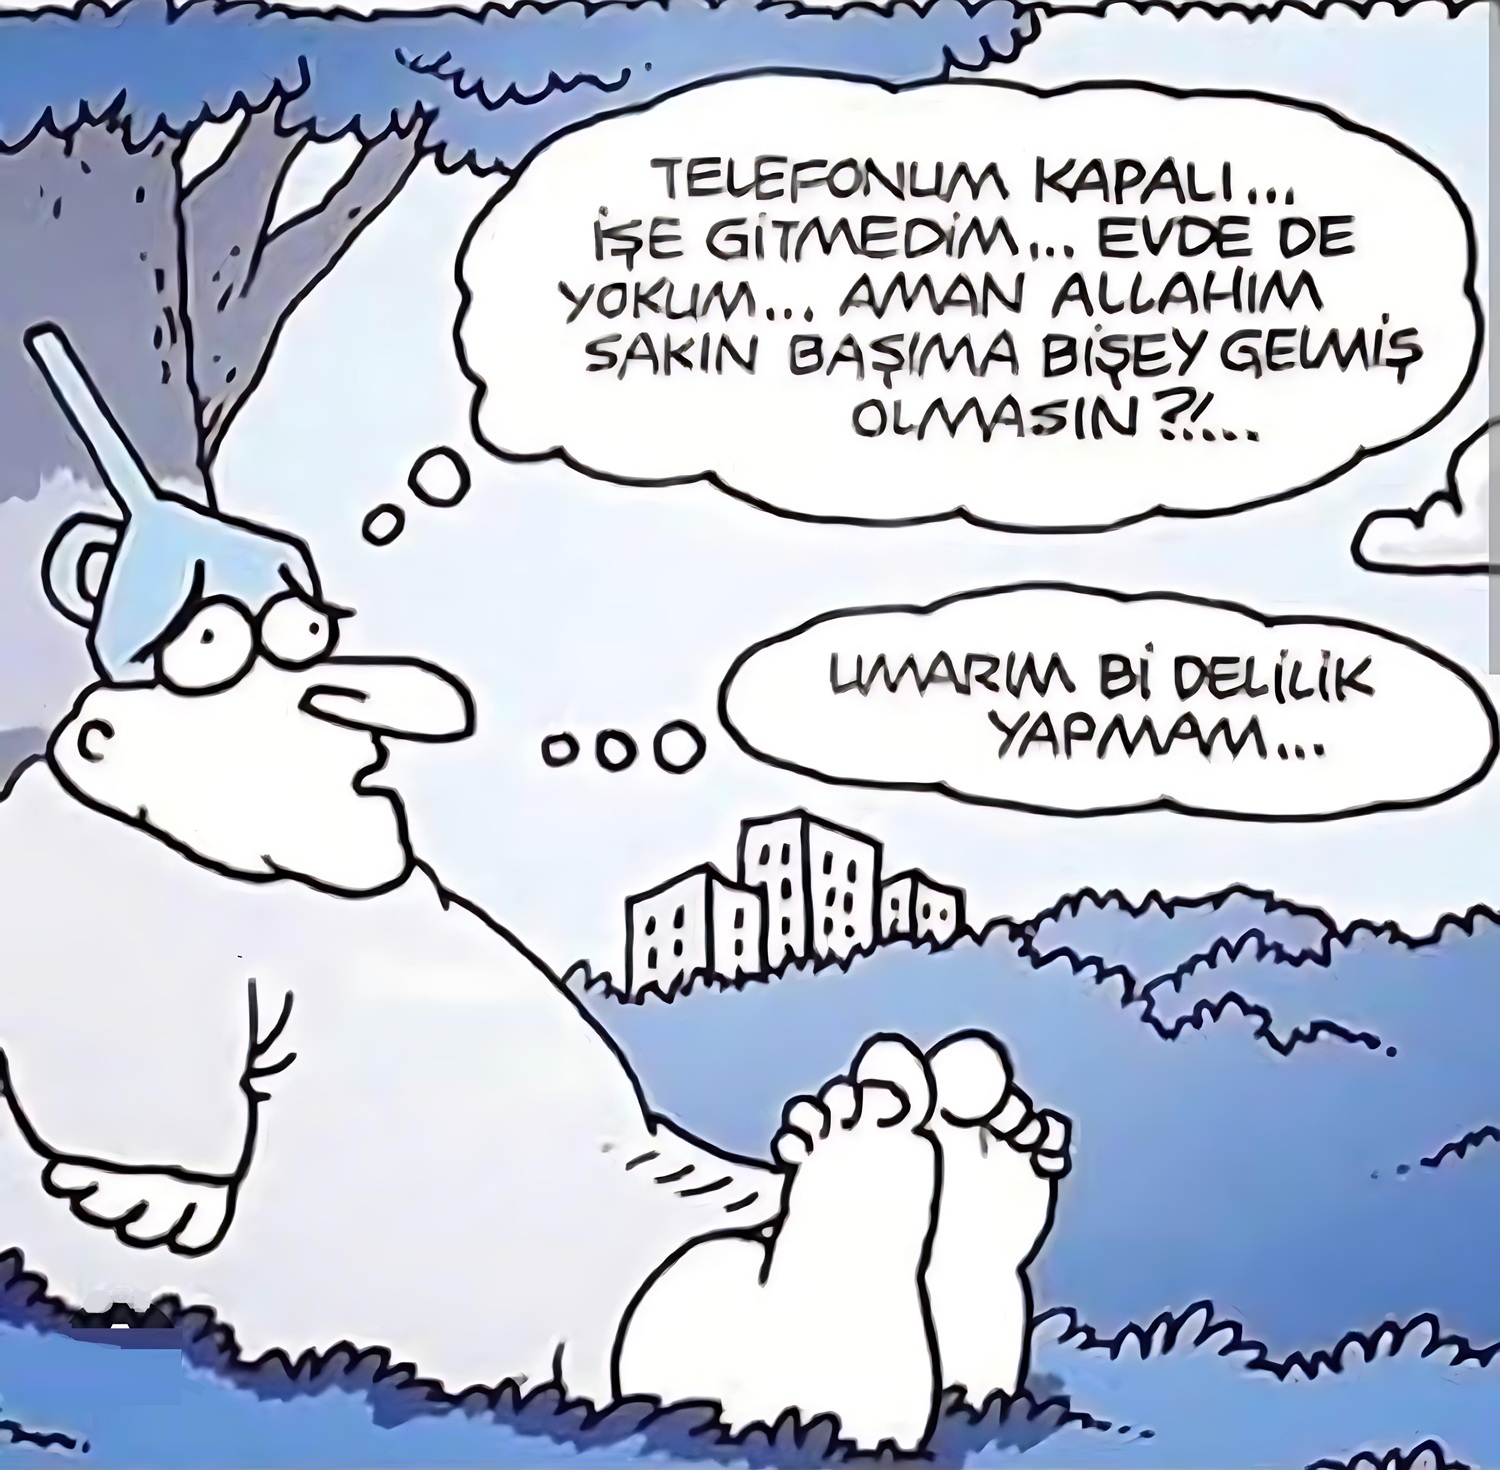 TELEFONUM KAPALI...
İŞE GİTMEDİM... EVDE DE
YOKUM... AMAN ALLAHIM
SAKIN BAŞIMA BİŞEY GELMİŞ
OLMASIN?!...
UMARIM Bİ DELİLİK
YAPMAM...